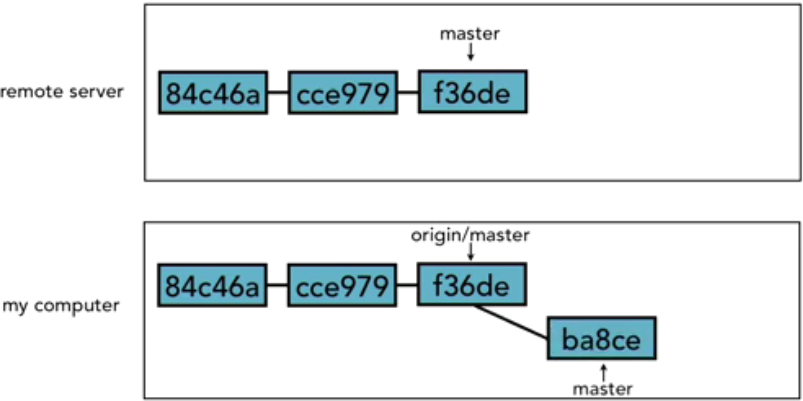 master
remote server
84c46a
cce979
f36de
origin/master
my computer
84c46a
cce979
f36de
ba8ce
master